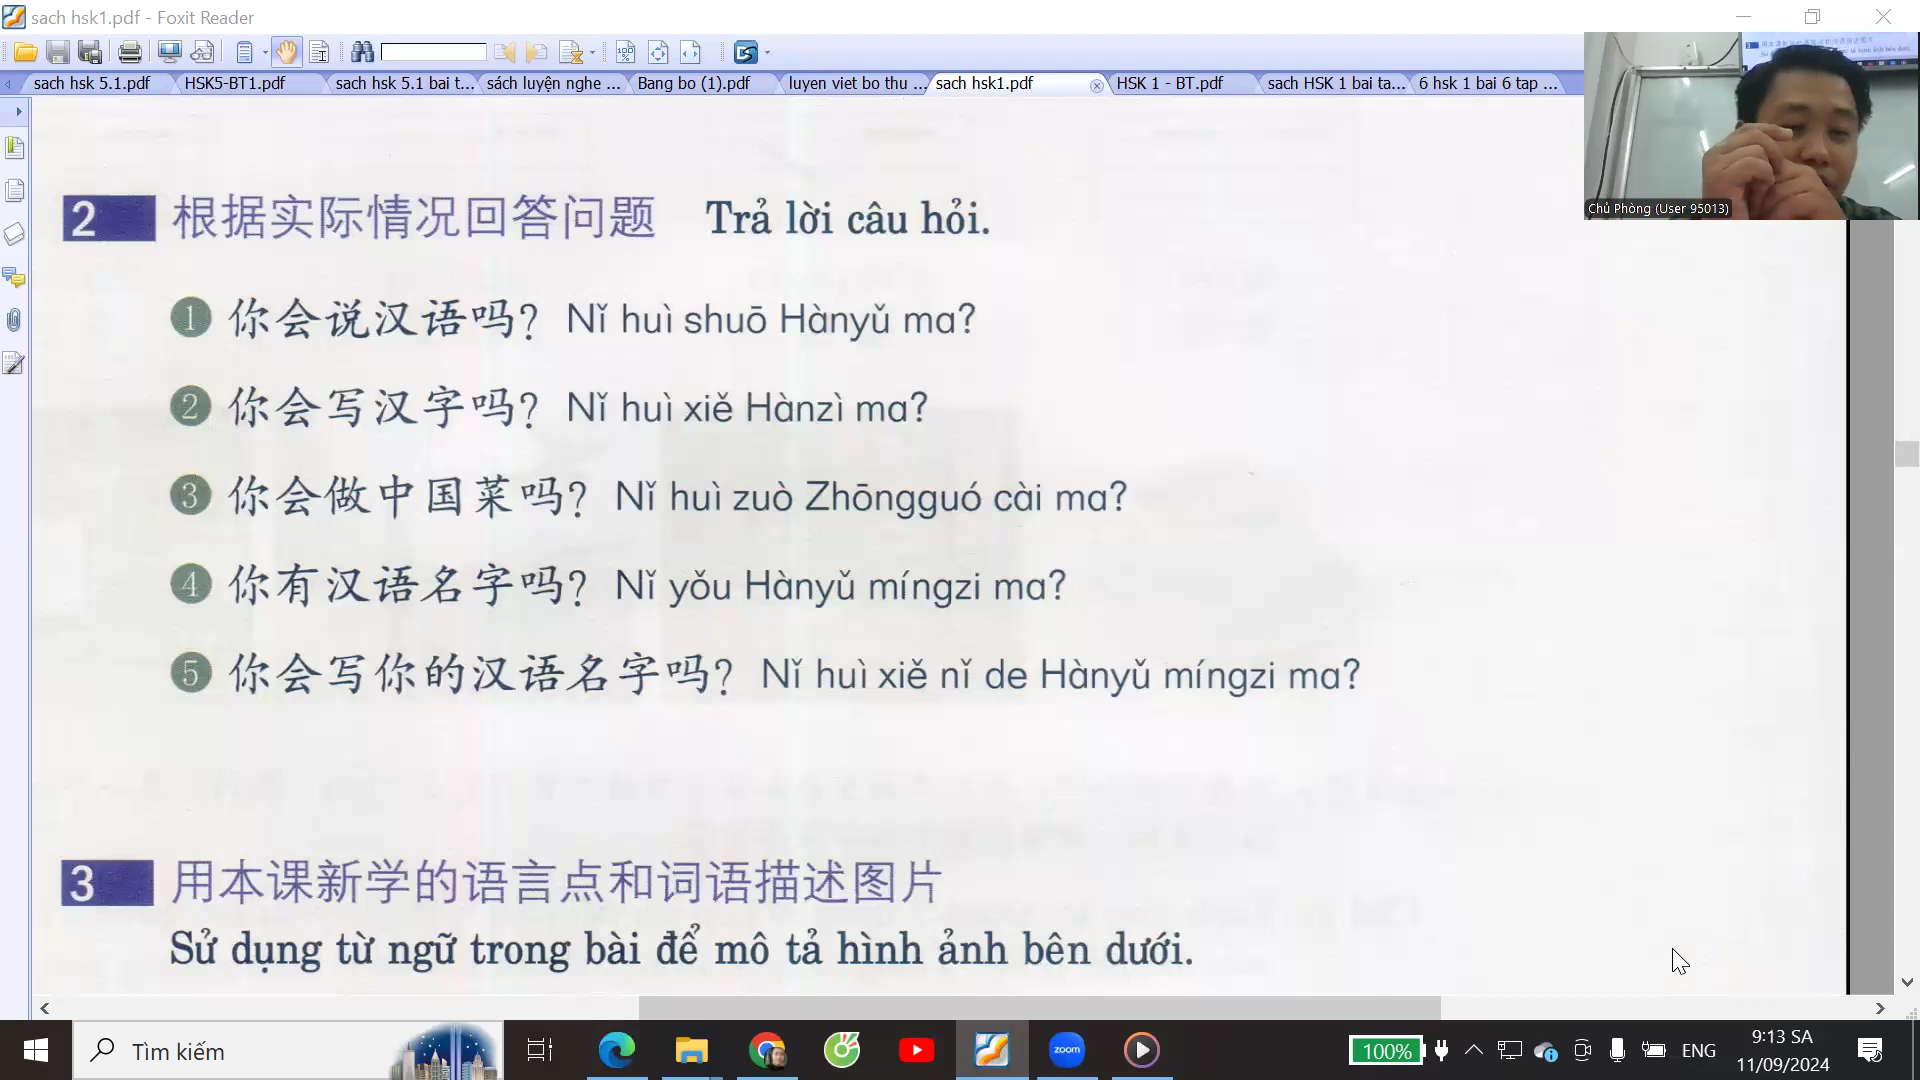 sach hsk1.pdf - Foxit Reader
sach hsk 5.1.pdf
HSK5-BT1.pdf
sach hsk 5.1 bai t...
sách luyện nghe ...
Bang bo (1).pdf
luyen viet bo thu ...
sach hsk1.pdf
HSK 1 - BT.pdf
sach HSK 1 bai ta...
6 hsk 1 bai 6 tap ...
Chủ Phòng (User 95013)
2 根据实际情况回答问题 Trả lời câu hỏi.
1 你会说汉语吗? Nǐ huì shuō Hànyǔ ma?
2 你会写汉字吗? Nǐ huì xiě Hànzì ma?
3 你会做中国菜吗? Nǐ huì zuò Zhōngguó cài ma?
4 你有汉语名字吗? Nǐ yǒu Hànyǔ míngzi ma?
5 你会写你的汉语名字吗? Nǐ huì xiě nǐ de Hànyǔ míngzi ma?
3 用本课新学的语言点和词语描述图片
Sử dụng từ ngữ trong bài để mô tả hình ảnh bên dưới.
Tìm kiếm
zoom
100%
ENG
9:13 SA
11/09/2024